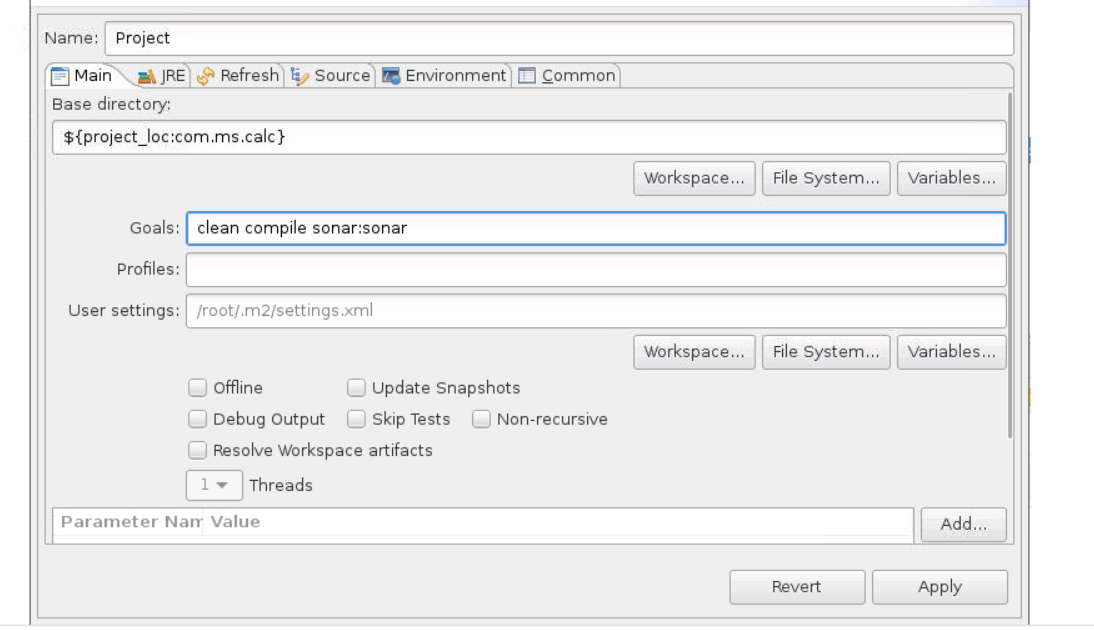 Name: Project
Main JRE Refresh Source Environment Common
Base directory:
${project_loc:com.ms.calc}
Workspace... File System... Variables...
Goals: clean compile sonar:sonar
Profiles:
User settings: /root/.m2/settings.xml
Workspace... File System... Variables...
Offline Update Snapshots
Debug Output Skip Tests Non-recursive
Resolve Workspace artifacts
1 Threads
Parameter Nam Value Add...
Revert Apply